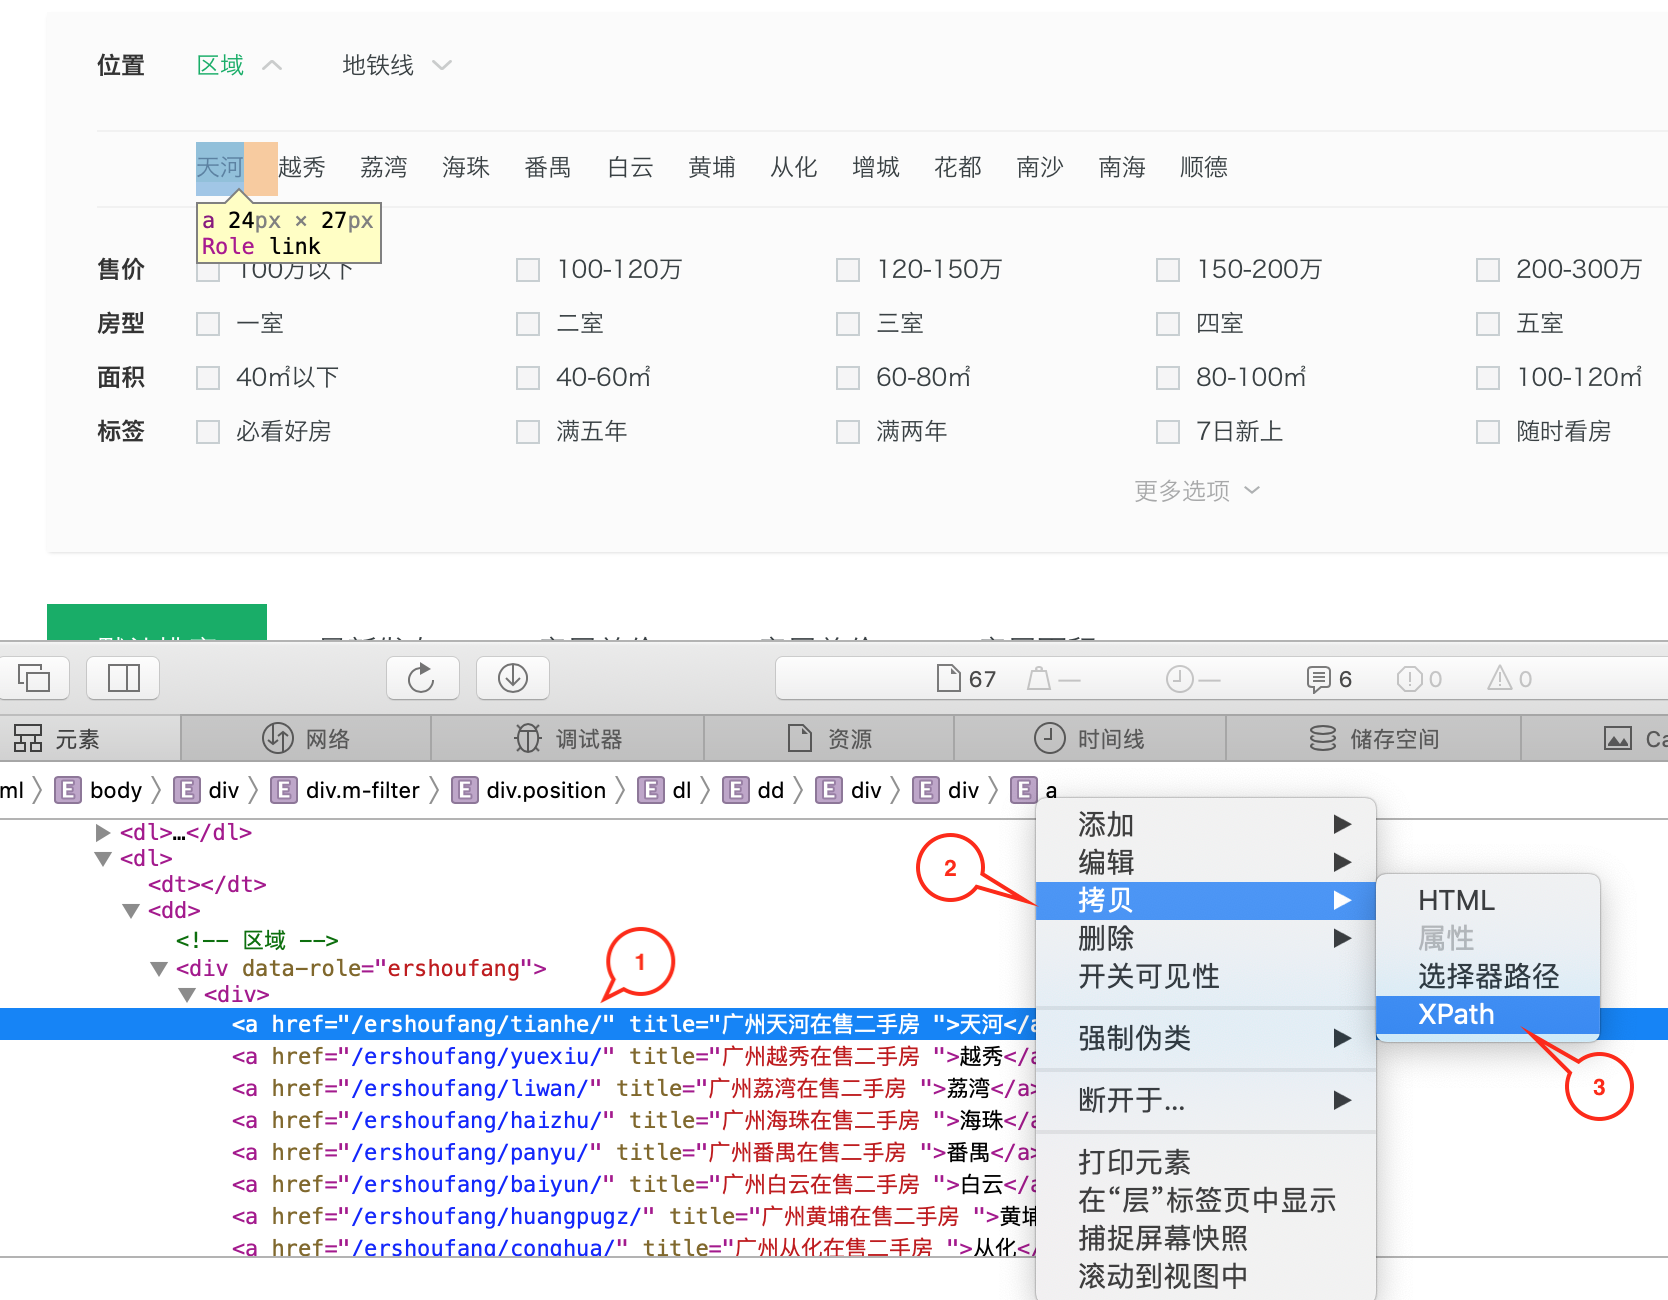 位置 区域 地铁线
天河 越秀 荔湾 海珠 番禺 白云 黄埔 从化 增城 花都 南沙 南海 顺德
a 24px × 27px
Role link
售价 100万以下 100-120万 120-150万 150-200万 200-300万
房型 一室 二室 三室 四室 五室
面积 40㎡以下 40-60㎡ 60-80㎡ 80-100㎡ 100-120㎡
标签 必看好房 满五年 满两年 7日新上 随时看房
更多选项
67 — — 6 0 0
元素 网络 调试器 资源 时间线 储存空间 Ca
ml E body E div E div.m-filter E div.position E dl E dd E div E div E a
<dl>…</dl>
<dl>
<dt></dt>
<dd>
<!-- 区域 -->
<div data-role="ershoufang">
<div>
<a href="/ershoufang/tianhe/" title="广州天河在售二手房 ">天河</a
<a href="/ershoufang/yuexiu/" title="广州越秀在售二手房 ">越秀</a
<a href="/ershoufang/liwan/" title="广州荔湾在售二手房 ">荔湾</a>
<a href="/ershoufang/haizhu/" title="广州海珠在售二手房 ">海珠</a
<a href="/ershoufang/panyu/" title="广州番禺在售二手房 ">番禺</a>
<a href="/ershoufang/baiyun/" title="广州白云在售二手房 ">白云</a
<a href="/ershoufang/huangpugz/" title="广州黄埔在售二手房 ">黄埔
<a href="/ershoufang/conghua/" title="广州从化在售二手房 ">从化</
1
2
3
添加
编辑
拷贝
删除
开关可见性
强制伪类
断开于...
打印元素
在“层”标签页中显示
捕捉屏幕快照
滚动到视图中
HTML
属性
选择器路径
XPath